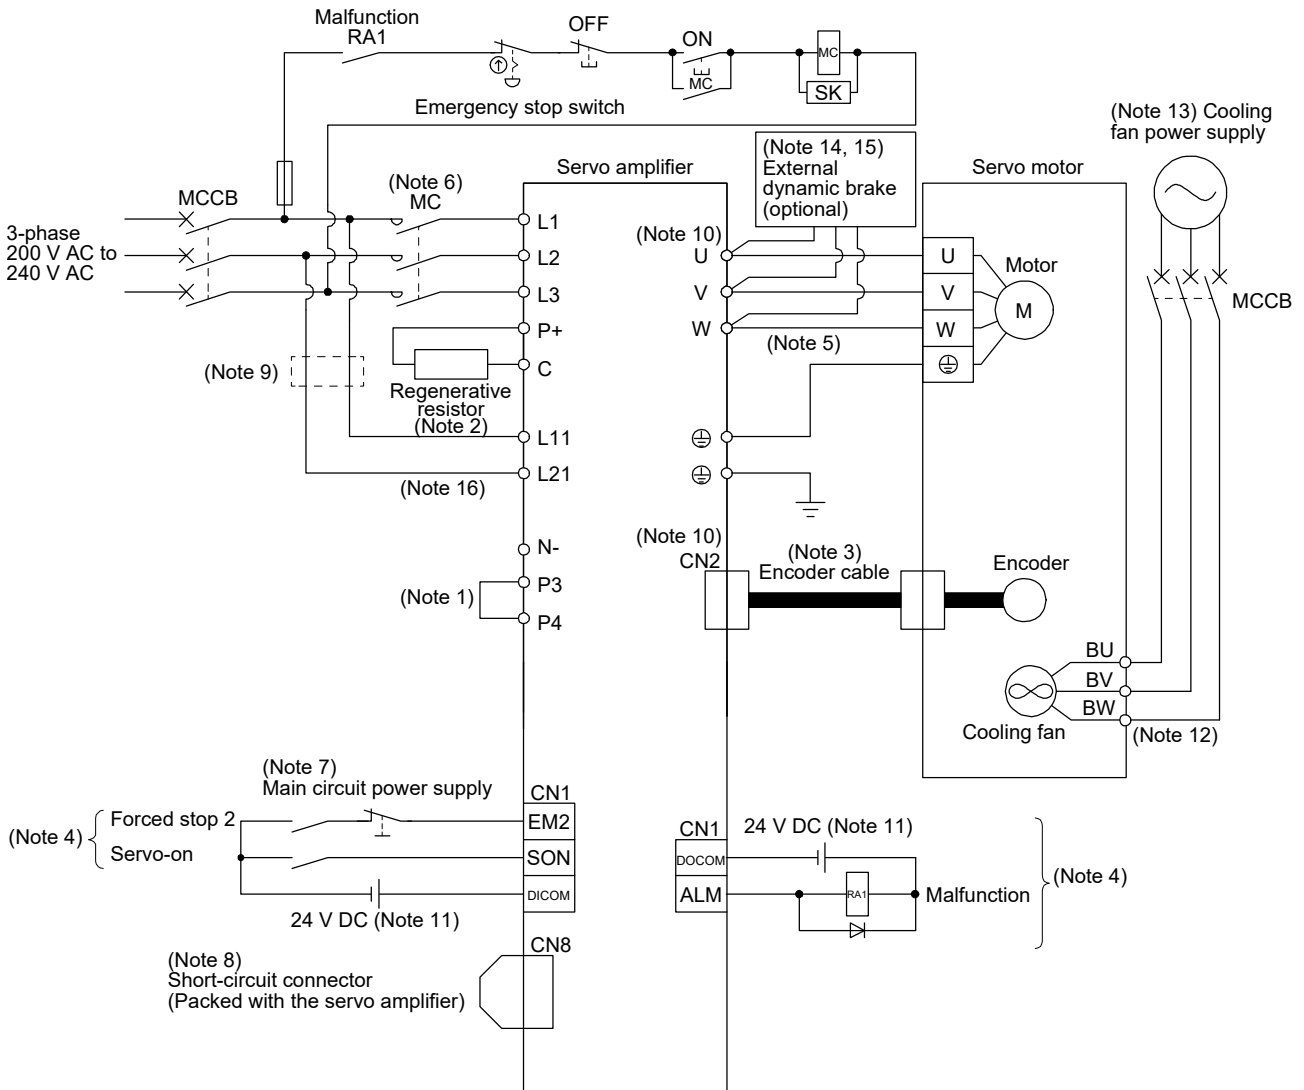 Malfunction
RA1
OFF
ON
MC
MC
SK
Emergency stop switch
(Note 13) Cooling
fan power supply
(Note 14, 15)
External
dynamic brake
(optional)
Servo amplifier
Servo motor
MCCB
(Note 6)
MC
3-phase
200 V AC to
240 V AC
L1
L2
L3
P+
C
(Note 10)
U
V
W
U
V
W
Motor
M
MCCB
(Note 5)
(Note 9)
Regenerative
resistor
(Note 2)
L11
L21
(Note 16)
N-
(Note 1)
P3
P4
(Note 10)
CN2
(Note 3)
Encoder cable
Encoder
BU
BV
BW
Cooling fan
(Note 12)
(Note 7)
Main circuit power supply
CN1
(Note 4)
Forced stop 2
Servo-on
EM2
SON
DICOM
24 V DC (Note 11)
CN1
24 V DC (Note 11)
DOCOM
ALM
RA1
Malfunction
(Note 4)
CN8
(Note 8)
Short-circuit connector
(Packed with the servo amplifier)